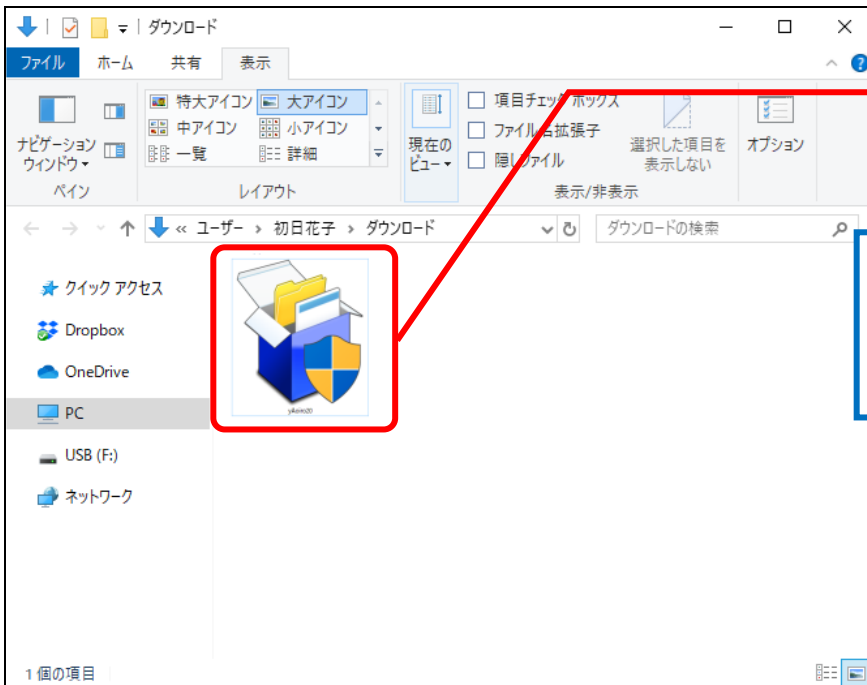 ダウンロード
ファイル ホーム 共有 表示
ナビゲーション
ウィンドウ
特大アイコン 大アイコン
中アイコン 小アイコン
一覧 詳細
現在の
ビュー
項目チェック ボックス
ファイル名拡張子
隠しファイル
選択した項目を
表示しない
オプション
ペイン レイアウト 表示/非表示
« ユーザー › 初日花子 › ダウンロード
ダウンロードの検索
クイック アクセス
Dropbox
OneDrive
PC
USB (F:)
ネットワーク
1 個の項目